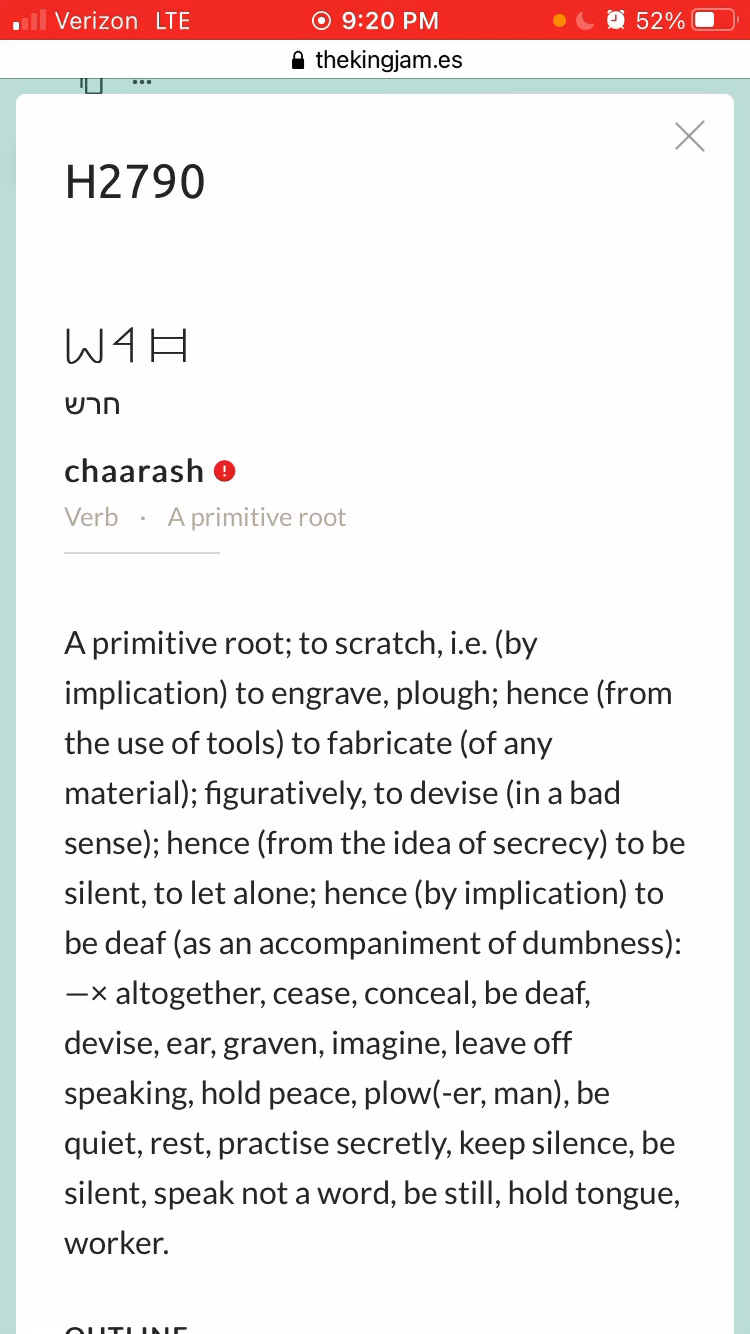 Verizon LTE 9:20 PM 52%
thekingjam.es
H2790
𐤇𐤓𐤔
חרש
chaarash
Verb · A primitive root
A primitive root; to scratch, i.e. (by
implication) to engrave, plough; hence (from
the use of tools) to fabricate (of any
material); figuratively, to devise (in a bad
sense); hence (from the idea of secrecy) to be
silent, to let alone; hence (by implication) to
be deaf (as an accompaniment of dumbness):
—× altogether, cease, conceal, be deaf,
devise, ear, graven, imagine, leave off
speaking, hold peace, plow(-er, man), be
quiet, rest, practise secretly, keep silence, be
silent, speak not a word, be still, hold tongue,
worker.
OUTLINE